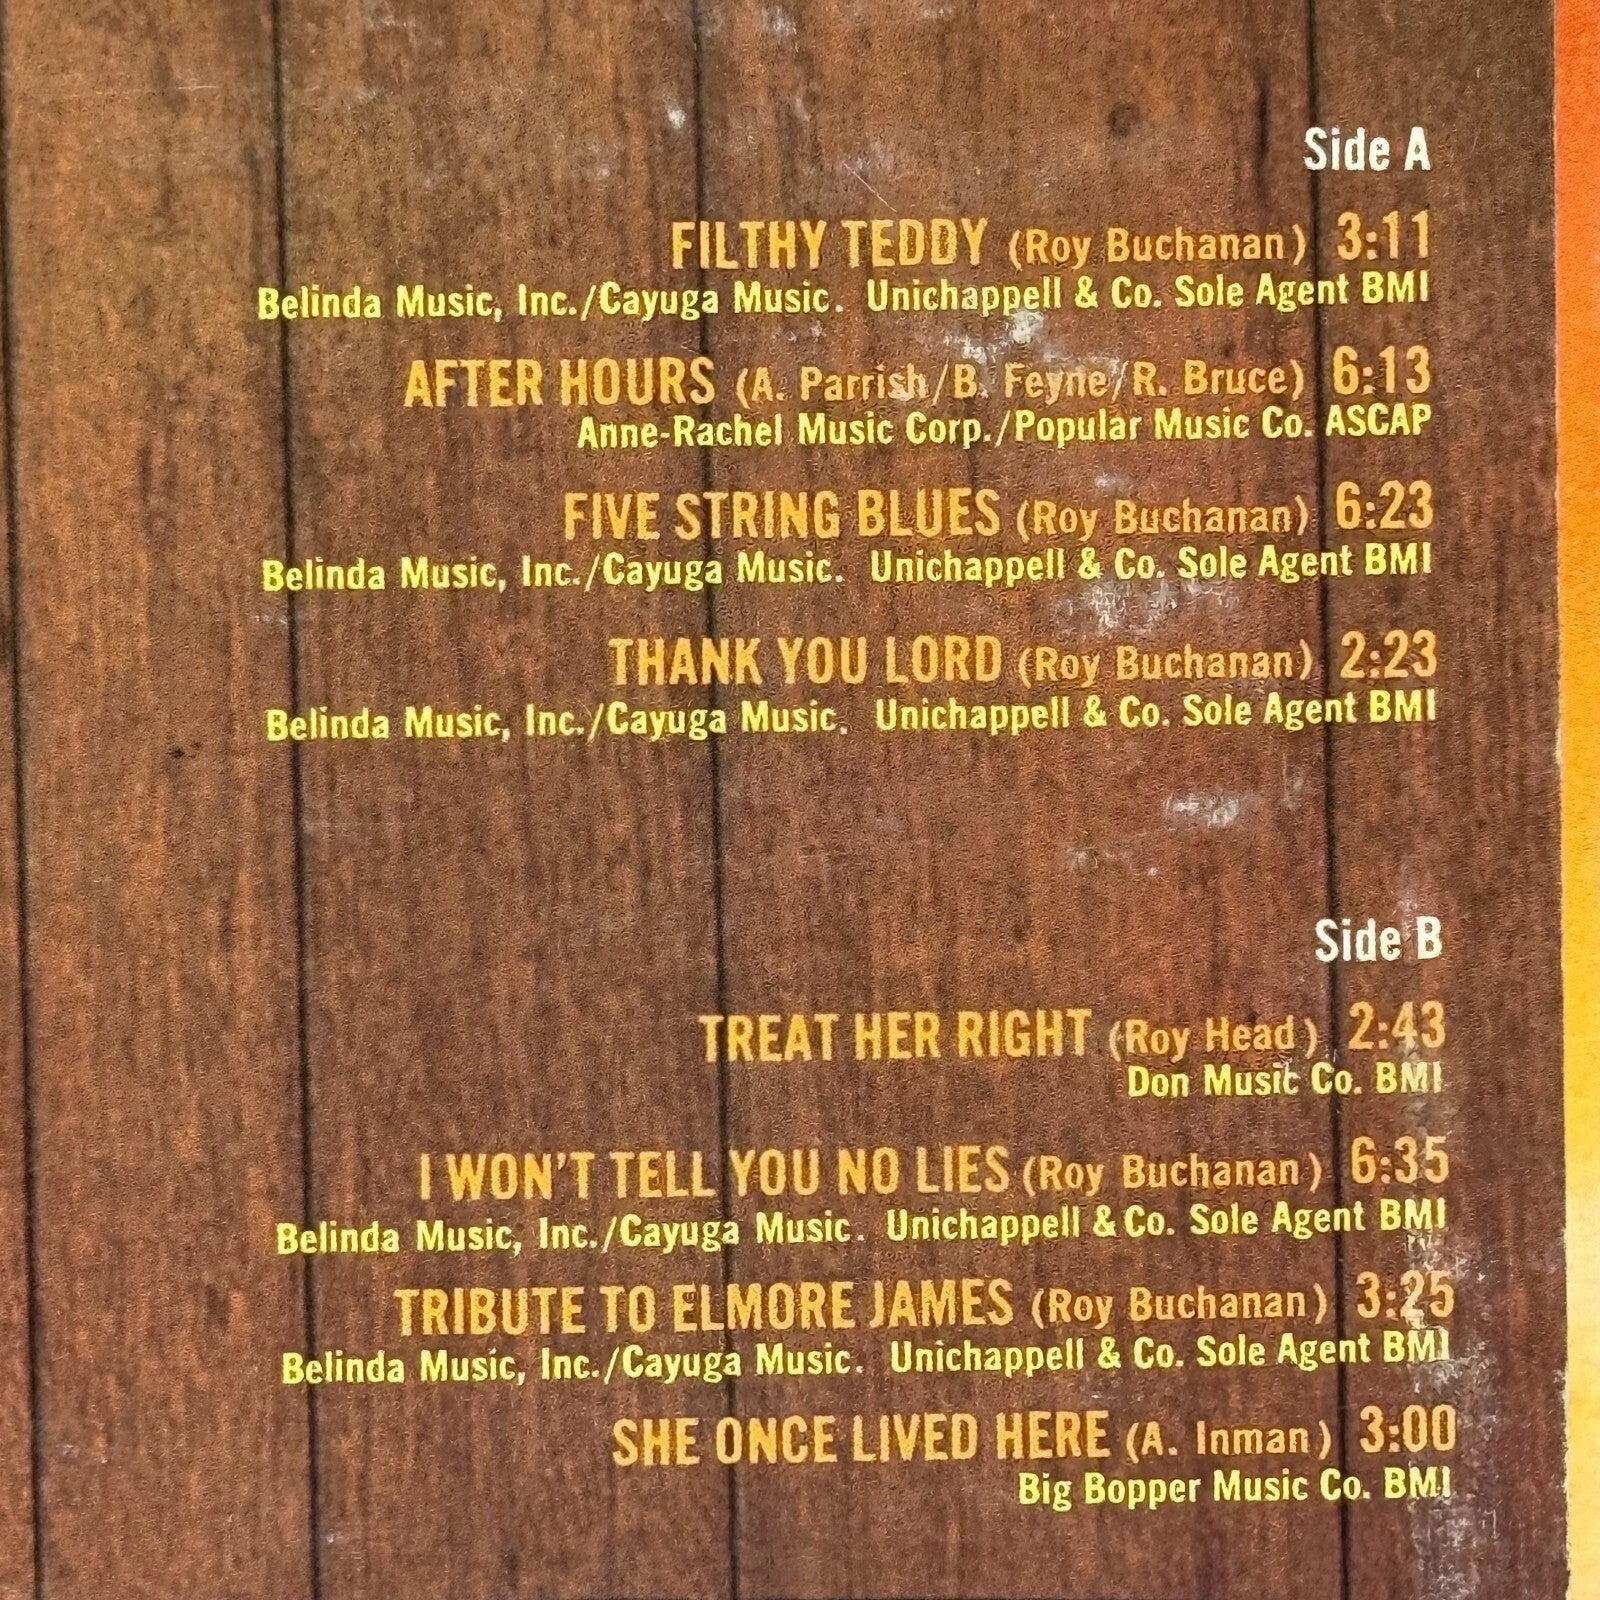 Side A
FILTHY TEDDY (Roy Buchanan) 3:11
Belinda Music, Inc./Cayuga Music. Unichappell & Co. Sole Agent BMI
AFTER HOURS (A. Parrish/B. Feyne/R. Bruce) 6:13
Anne-Rachel Music Corp./Popular Music Co. ASCAP
FIVE STRING BLUES (Roy Buchanan) 6:23
Belinda Music, Inc./Cayuga Music. Unichappell & Co. Sole Agent BMI
THANK YOU LORD (Roy Buchanan) 2:23
Belinda Music, Inc./Cayuga Music. Unichappell & Co. Sole Agent BMI
Side B
TREAT HER RIGHT (Roy Head) 2:43
Don Music Co. BMI
I WON'T TELL YOU NO LIES (Roy Buchanan) 6:35
Belinda Music, Inc./Cayuga Music. Unichappell & Co. Sole Agent BMI
TRIBUTE TO ELMORE JAMES (Roy Buchanan) 3:25
Belinda Music, Inc./Cayuga Music. Unichappell & Co. Sole Agent BMI
SHE ONCE LIVED HERE (A. Inman) 3:00
Big Bopper Music Co. BMI